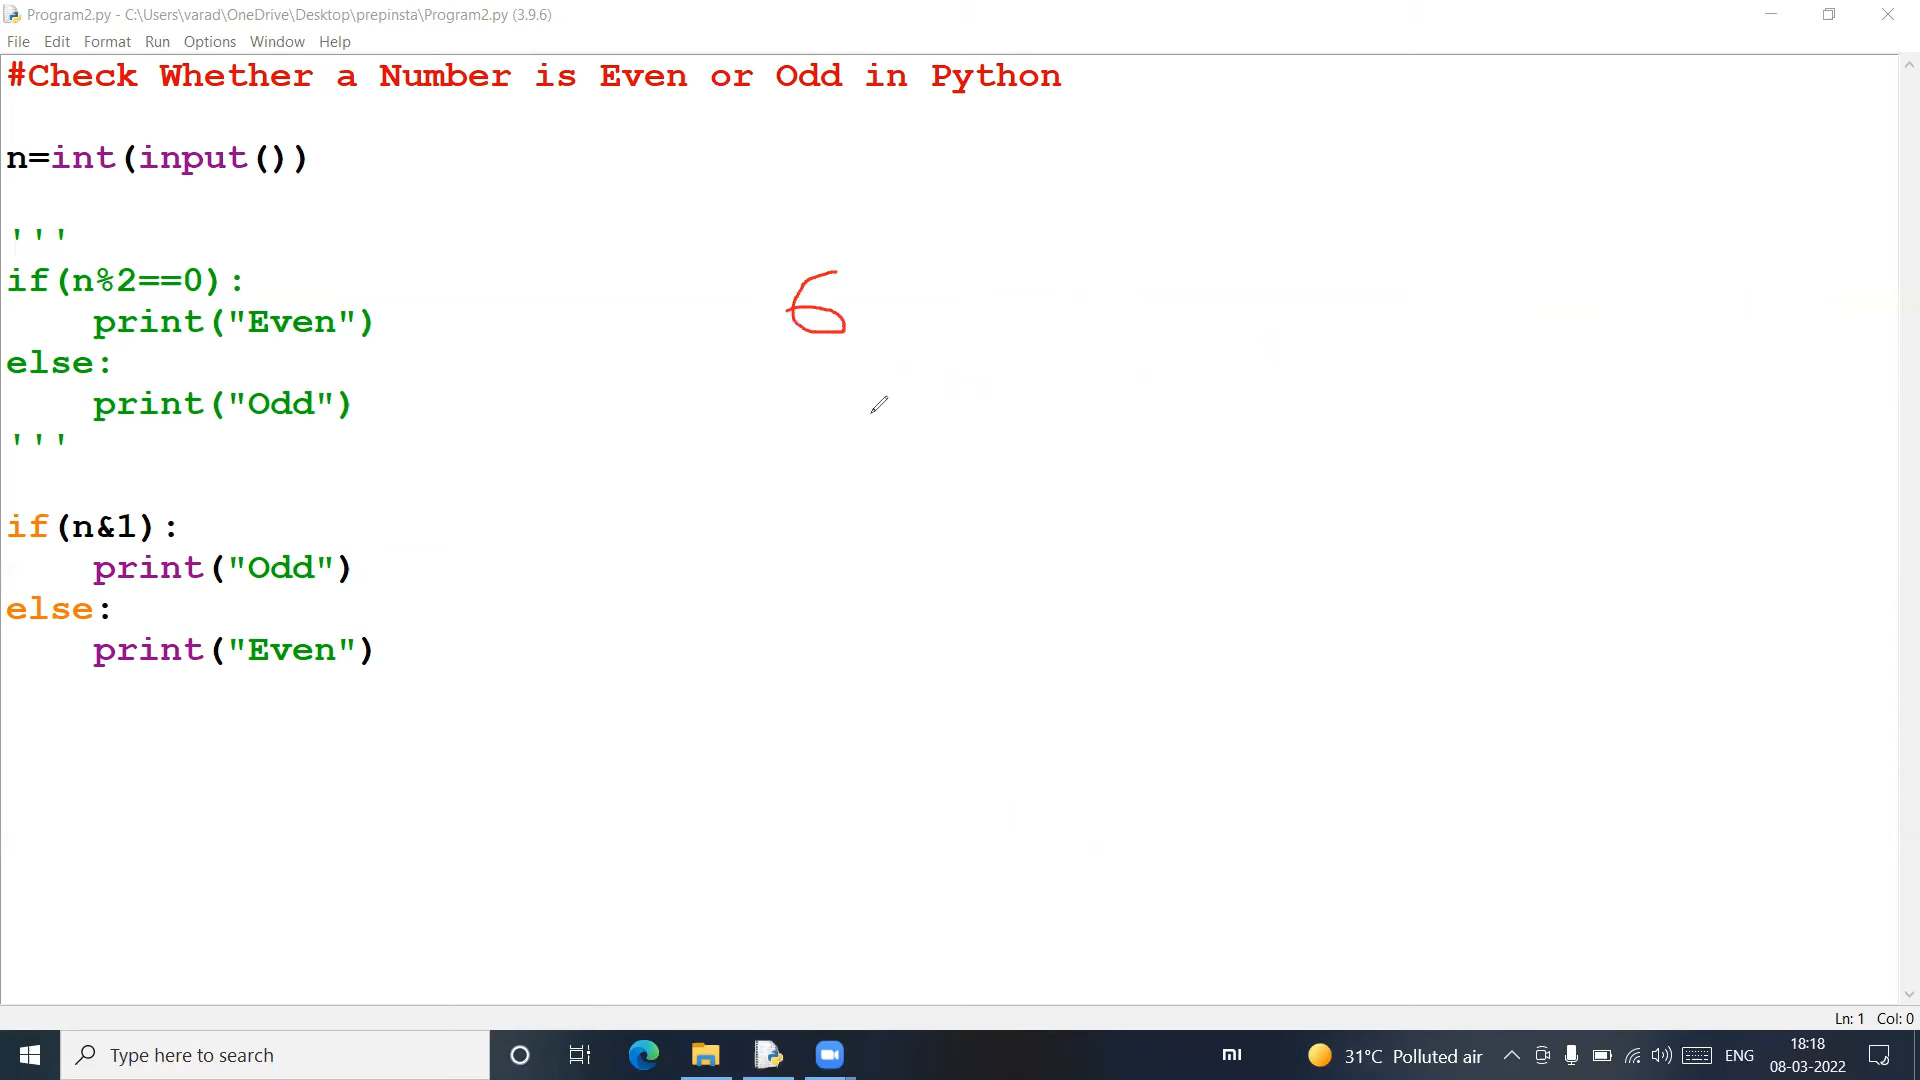 Program2.py - C:\Users\varad\OneDrive\Desktop\prepinsta\Program2.py (3.9.6)
File Edit Format Run Options Window Help
#Check Whether a Number is Even or Odd in Python
n=int(input())
'''
if(n%2==0):
    print("Even")
else:
    print("Odd")
'''
6
if(n&1):
    print("Odd")
else:
    print("Even")
Ln: 1 Col: 0
Type here to search
mi
31°C Polluted air
ENG
18:18
08-03-2022